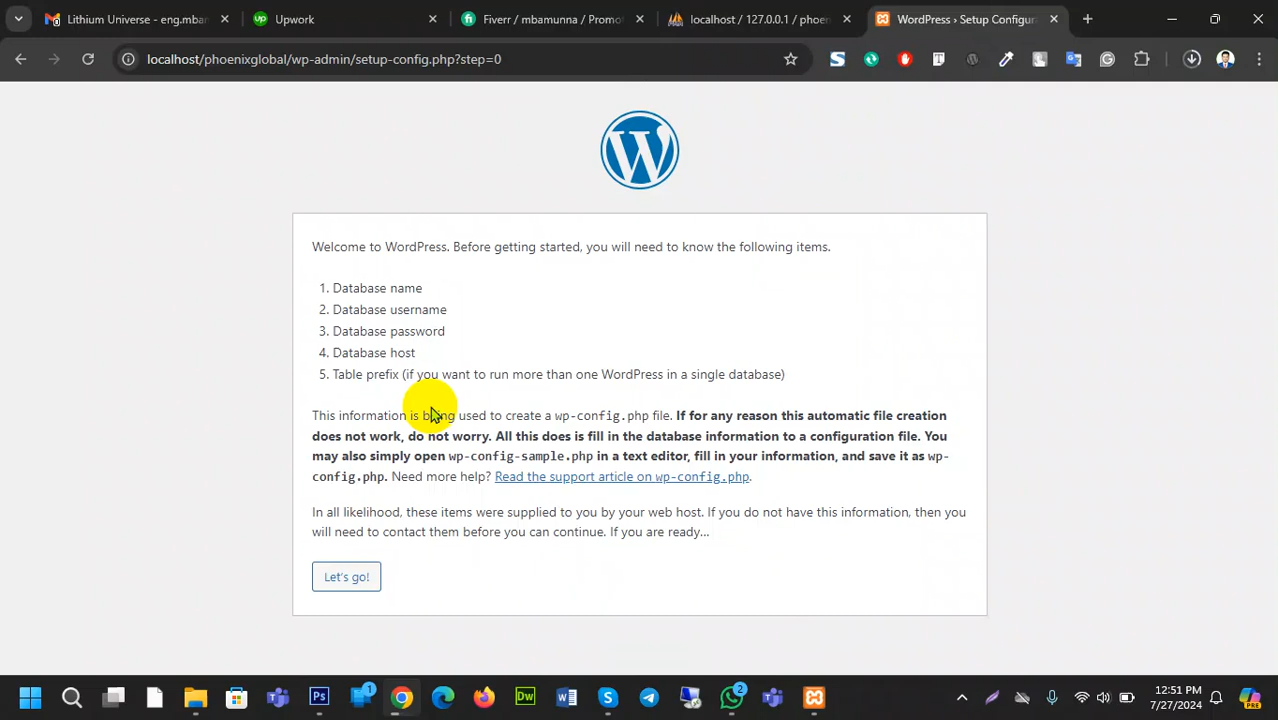 Lithium Universe - eng.mban
Upwork
Fiverr / mbamunna / Promo
localhost / 127.0.0.1 / phoen
WordPress › Setup Configur
localhost/phoenixglobal/wp-admin/setup-config.php?step=0
Welcome to WordPress. Before getting started, you will need to know the following items.
1. Database name
2. Database username
3. Database password
4. Database host
5. Table prefix (if you want to run more than one WordPress in a single database)
This information is being used to create a wp-config.php file. If for any reason this automatic file creation
does not work, do not worry. All this does is fill in the database information to a configuration file. You
may also simply open wp-config-sample.php in a text editor, fill in your information, and save it as wp-
config.php. Need more help? Read the support article on wp-config.php.
In all likelihood, these items were supplied to you by your web host. If you do not have this information, then you
will need to contact them before you can continue. If you are ready…
Let's go!
12:51 PM
7/27/2024